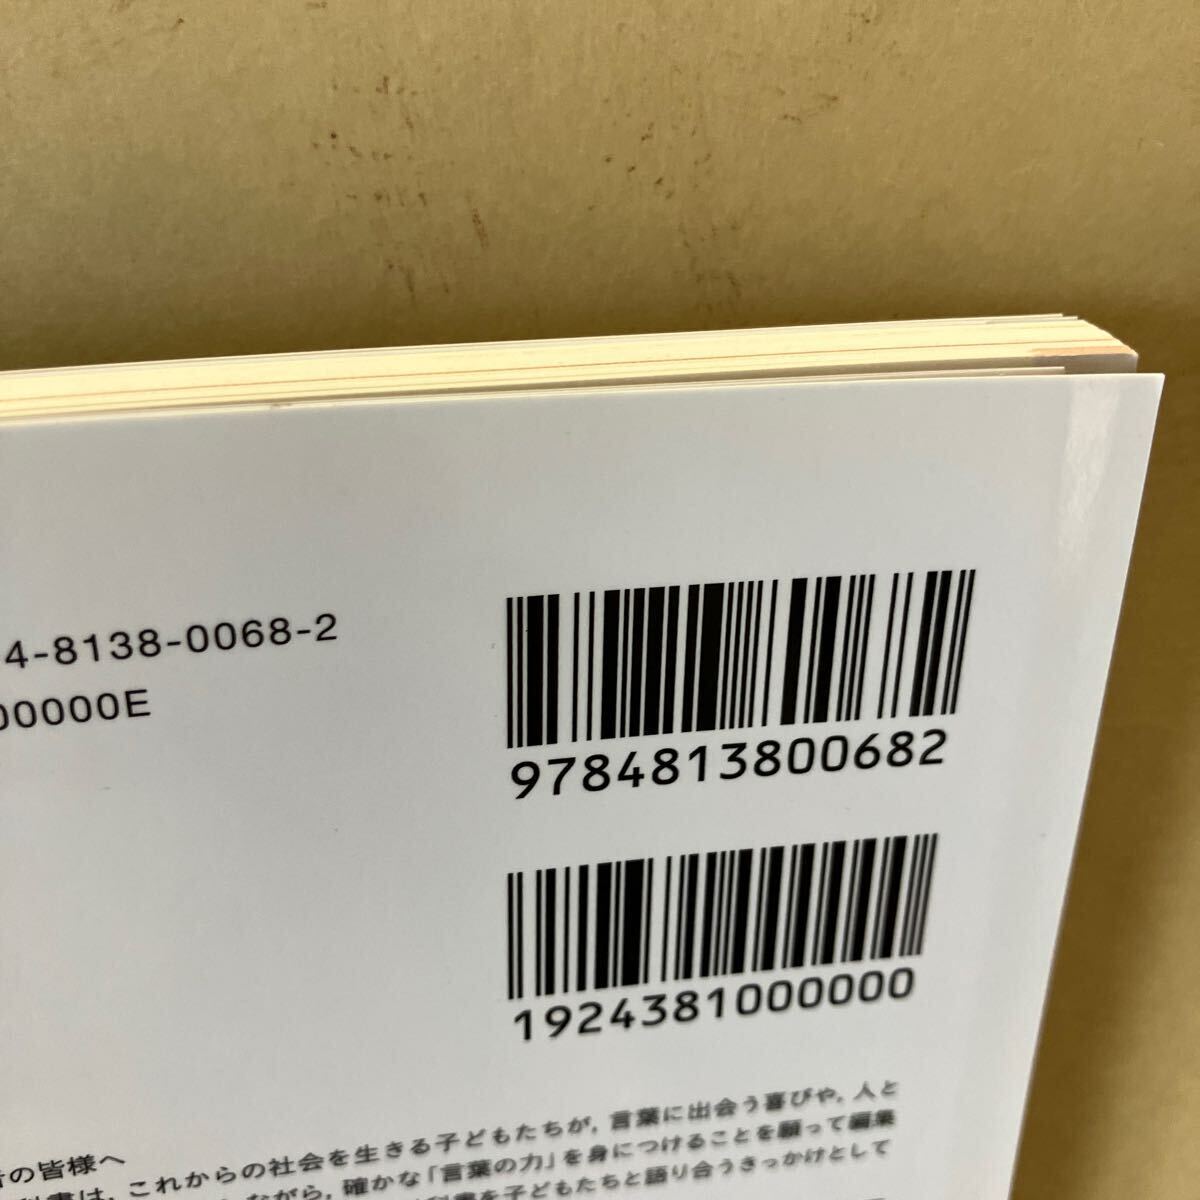 4-8138-0068-2
00000E
9784813800682
1924381000000
の皆様へ
は，これからの社会を生きる子どもたちが，言葉に出会う喜びや，人と
ながら，確かな「言葉の力」を身につけることを願って編集
書を子どもたちと語り合うきっかけとして